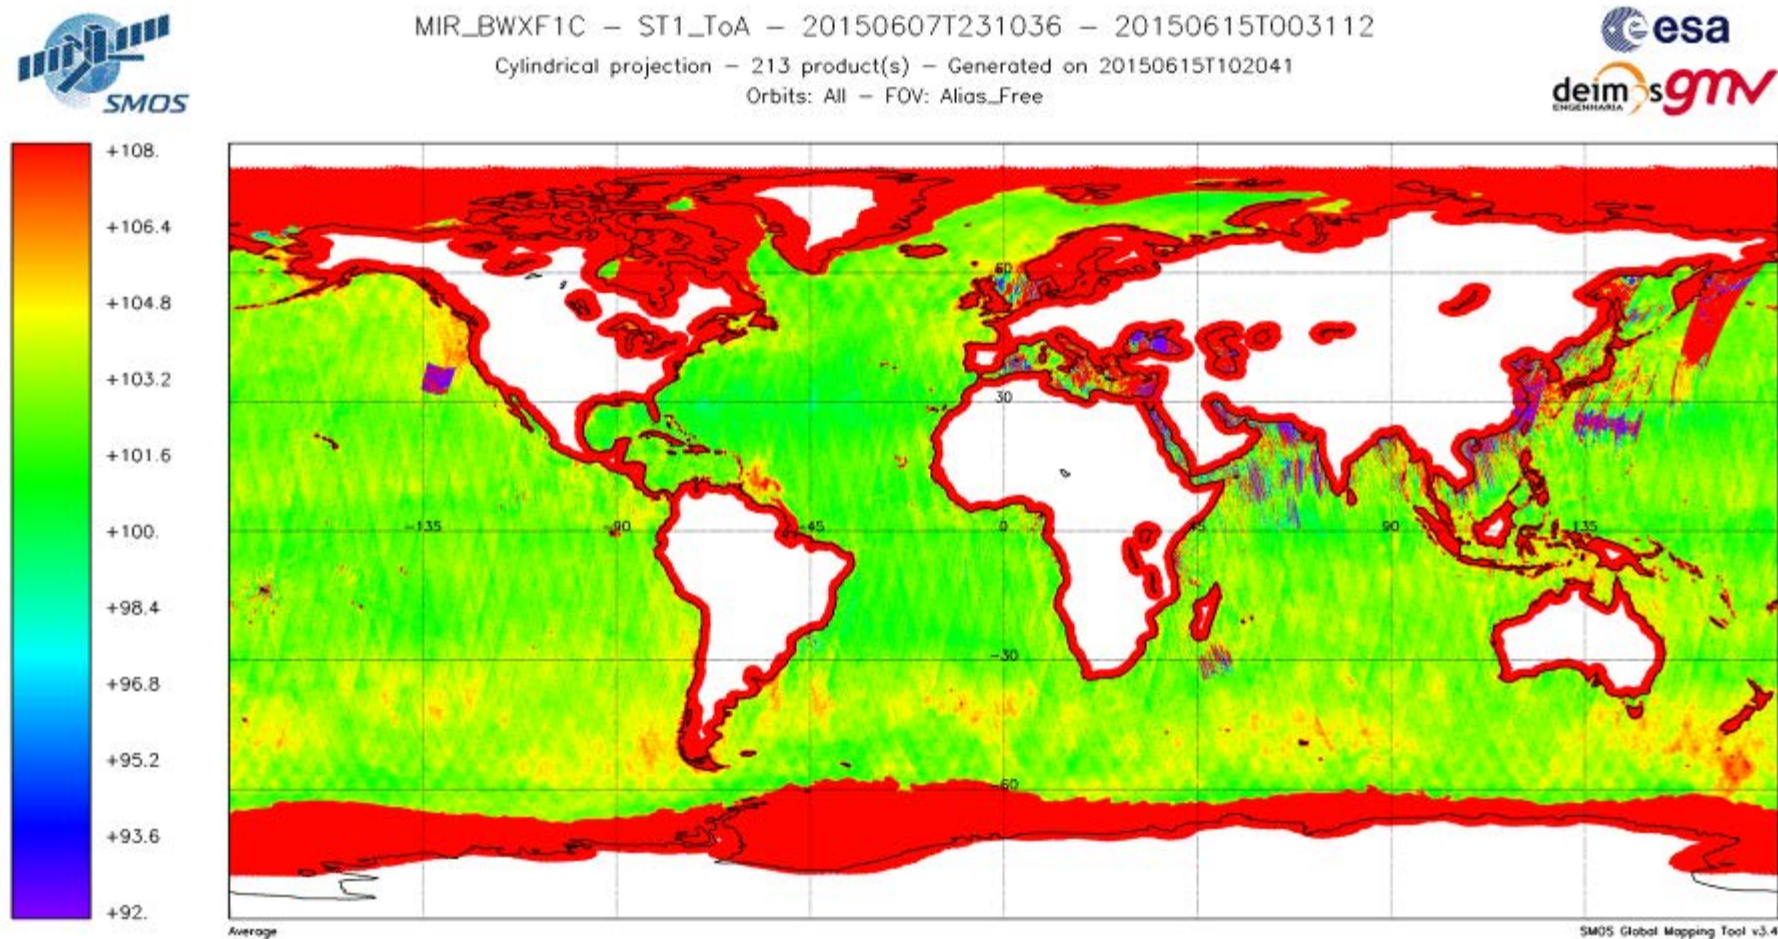 SMOS
MIR_BWXF1C – ST1_ToA – 20150607T231036 – 20150615T003112
Cylindrical projection – 213 product(s) – Generated on 20150615T102041
Orbits: All – FOV: Alias_Free
esa
deimos
ENGENHARIA
gmv
+108.
+106.4
+104.8
+103.2
+101.6
+100.
+98.4
+96.8
+95.2
+93.6
+92.
60
30
-135
-90
-45
0
45
90
135
-30
-60
Average
SMOS Global Mapping Tool v3.4